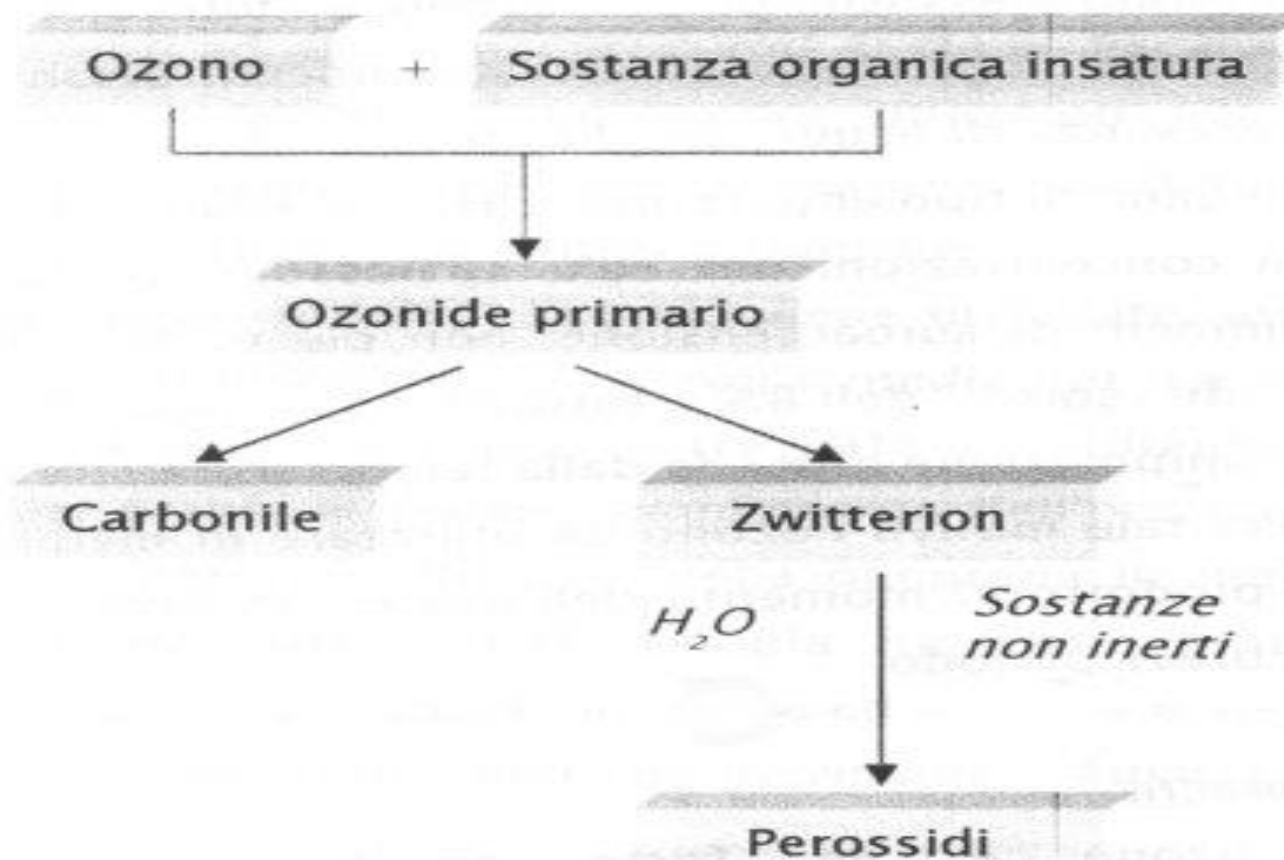 Ozono + Sostanza organica insatura
Ozonide primario
Carbonile Zwitterion
H₂O Sostanze
non inerti
Perossidi